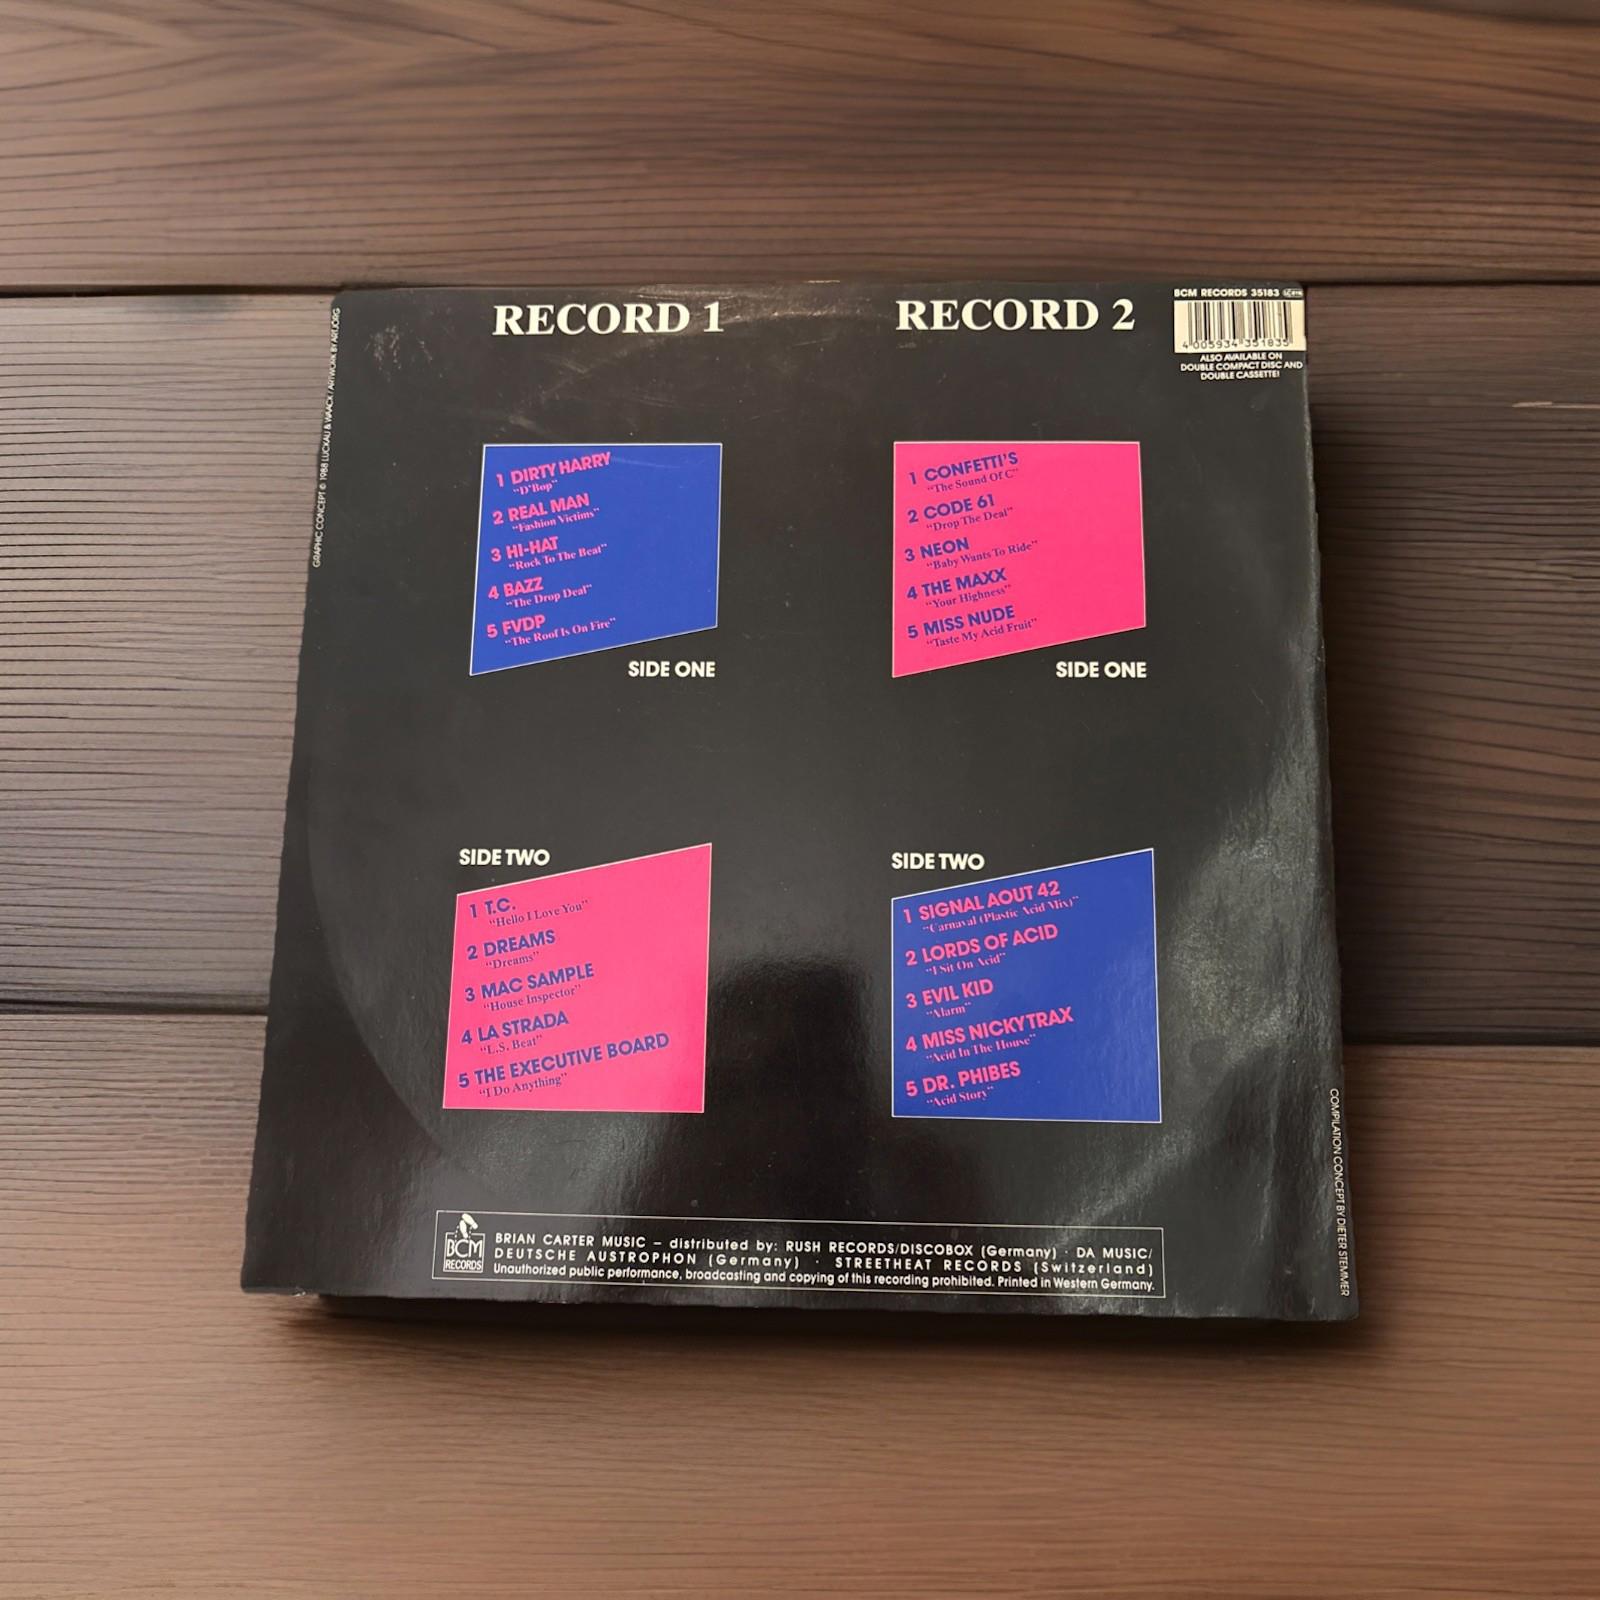 RECORD 1
RECORD 2
BCM RECORDS 35183
4 005934 351835
ALSO AVAILABLE ON
DOUBLE COMPACT DISC AND
DOUBLE CASSETTE!
GRAPHIC CONCEPT © 1988 LUCKAU & WAACK / ARTWORK BY ART.JÖRG
1 DIRTY HARRY
"D'Bop"
2 REAL MAN
"Fashion Victims"
3 HI-HAT
"Rock To The Beat"
4 BAZZ
"The Drop Deal"
5 FVDP
"The Roof Is On Fire"
SIDE ONE
1 CONFETTI'S
"The Sound Of C"
2 CODE 61
"Drop The Deal"
3 NEON
"Baby Wants To Ride"
4 THE MAXX
"Your Highness"
5 MISS NUDE
"Taste My Acid Fruit"
SIDE ONE
SIDE TWO
1 T.C.
"Hello I Love You"
2 DREAMS
"Dreams"
3 MAC SAMPLE
"House Inspector"
4 LA STRADA
"L.S. Beat"
5 THE EXECUTIVE BOARD
"I Do Anything"
SIDE TWO
1 SIGNAL AOUT 42
"Carnaval (Plastic Acid Mix)"
2 LORDS OF ACID
"I Sit On Acid"
3 EVIL KID
"Alarm"
4 MISS NICKY TRAX
"Acid In The House"
5 DR. PHIBES
"Acid Story"
COMPILATION CONCEPT BY DIETER STEMMER
BCM
RECORDS
BRIAN CARTER MUSIC – distributed by: RUSH RECORDS/DISCOBOX (Germany) · DA MUSIC/
DEUTSCHE AUSTROPHON (Germany) · STREETHEAT RECORDS (Switzerland)
Unauthorized public performance, broadcasting and copying of this recording prohibited. Printed in Western Germany.